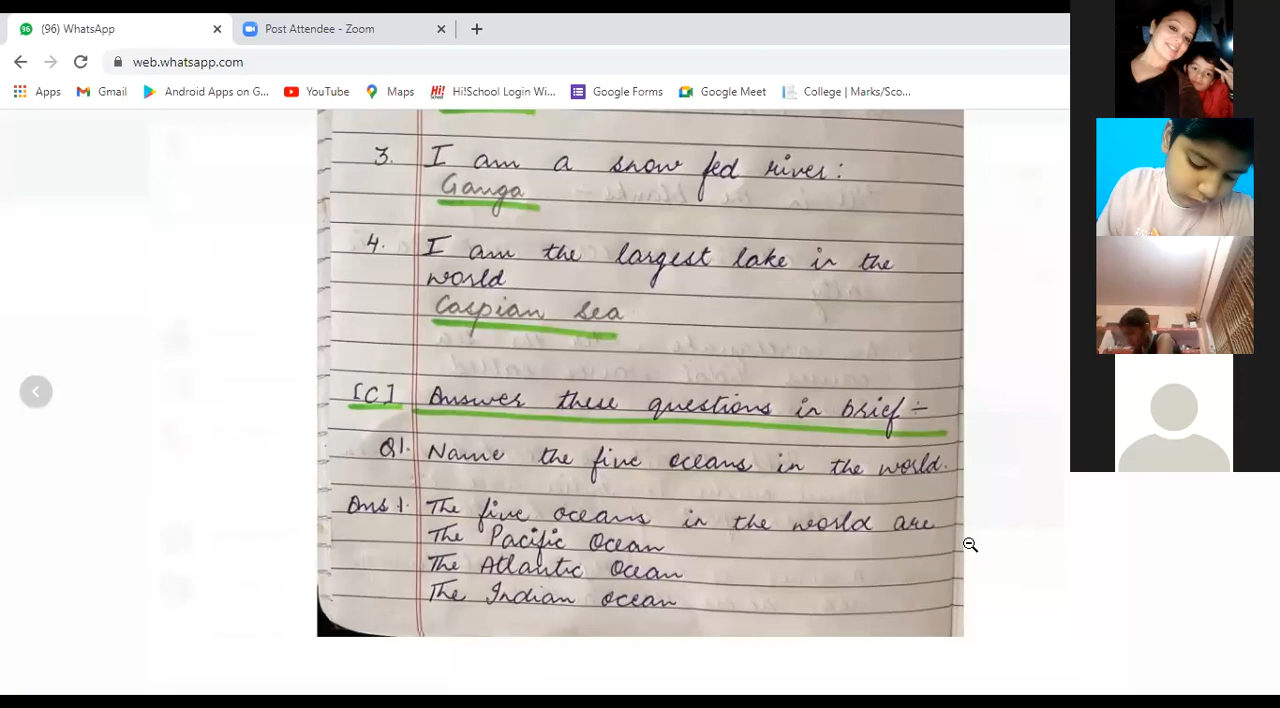 (96) WhatsApp
Post Attendee - Zoom
web.whatsapp.com
Apps
Gmail
Android Apps on G...
YouTube
Maps
Hi!School Login Wi...
Google Forms
Google Meet
College | Marks/Sco...
3. I am a snow fed river:
Ganga
4. I am the largest lake in the
world
Caspian sea
[C] Answer these questions in brief :-
Q1. Name the five oceans in the world.
Ans 1. The five oceans in the world are
The Pacific Ocean
The Atlantic Ocean
The Indian ocean